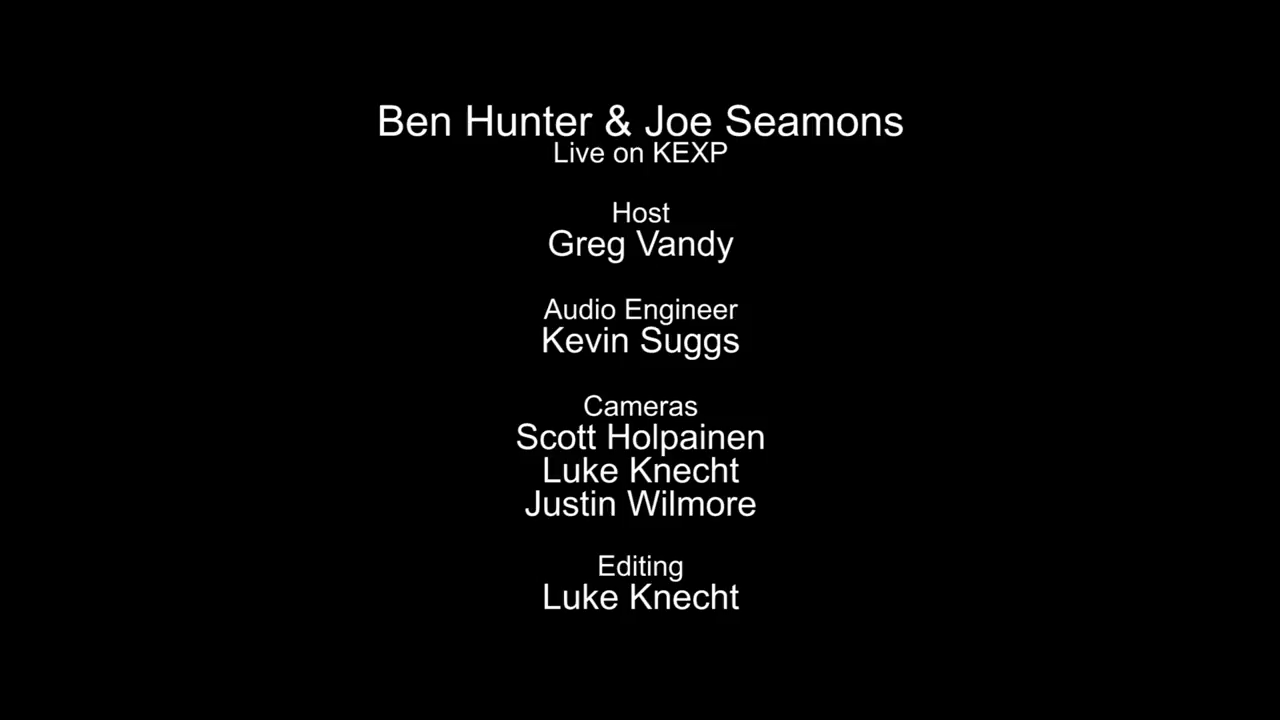 Ben Hunter & Joe Seamons
Live on KEXP
Host
Greg Vandy
Audio Engineer
Kevin Suggs
Cameras
Scott Holpainen
Luke Knecht
Justin Wilmore
Editing
Luke Knecht